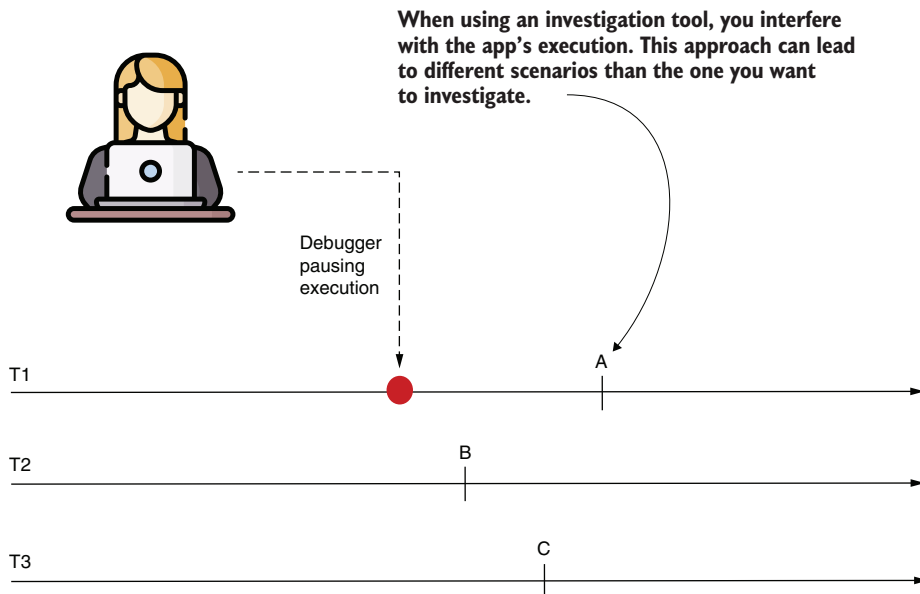 When using an investigation tool, you interfere
with the app’s execution. This approach can lead
to different scenarios than the one you want
to investigate.
Debugger
pausing
execution
A
T1
B
T2
C
T3